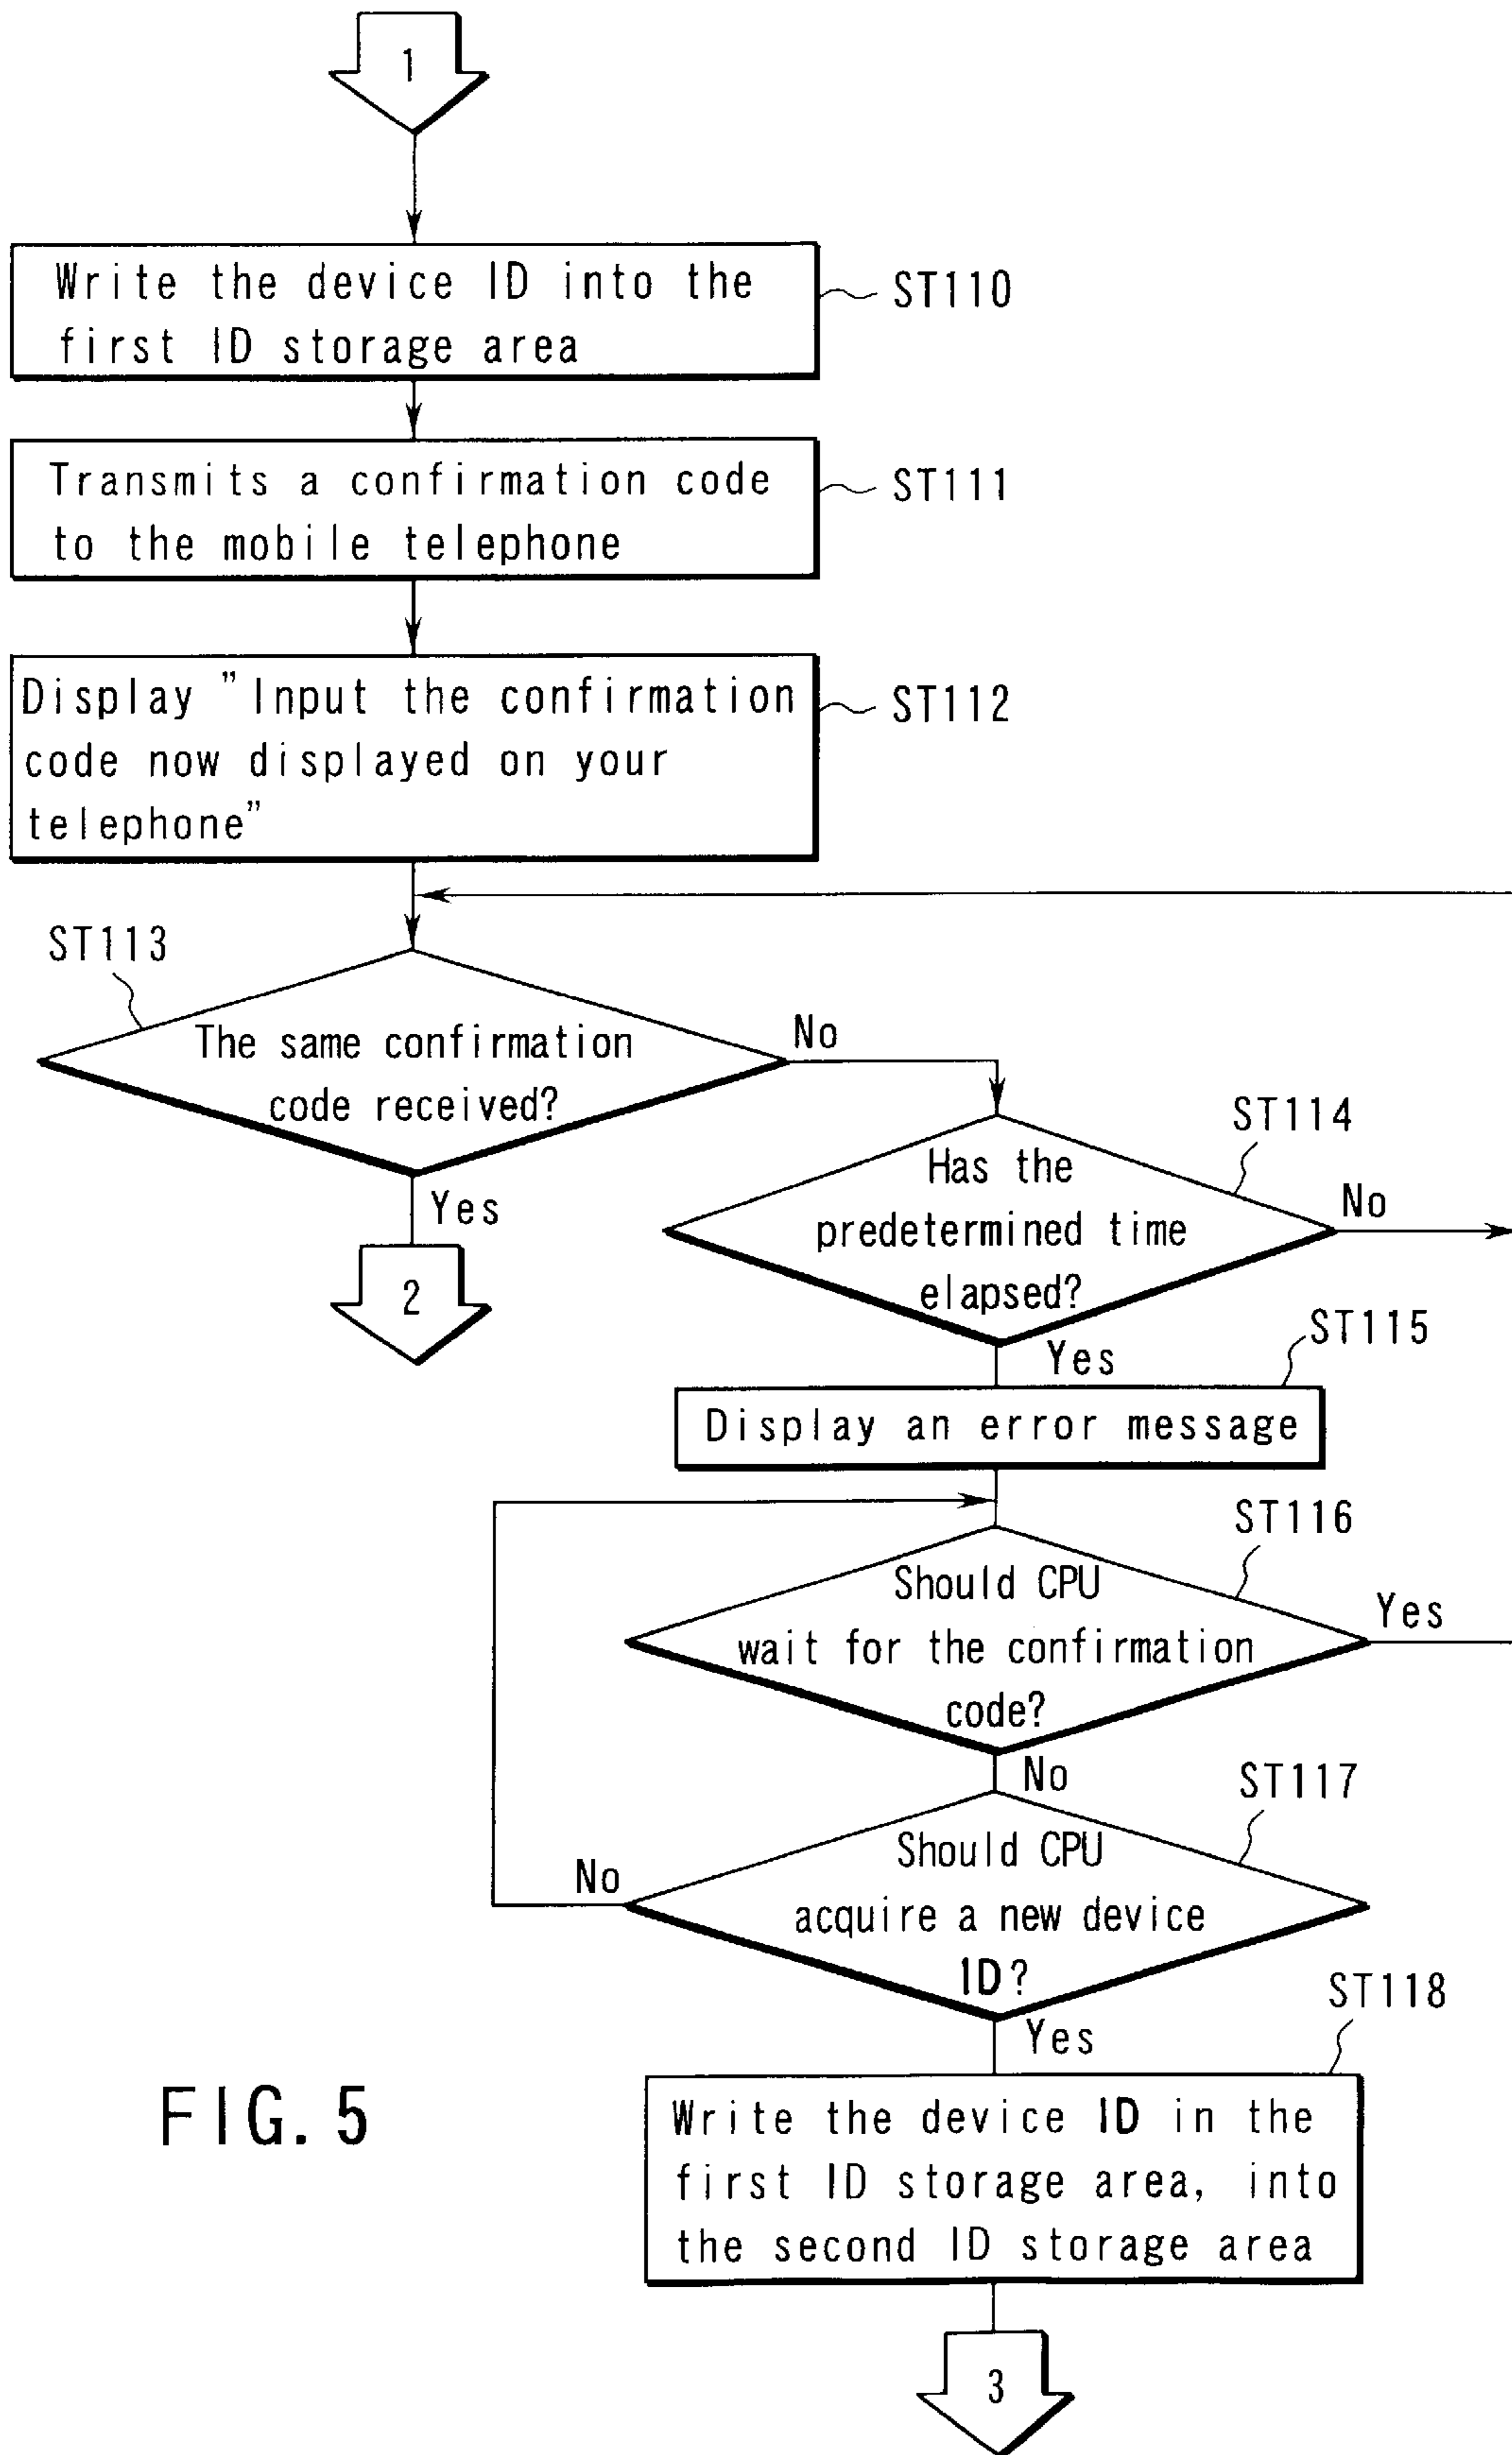 1
Write the device ID into the
first ID storage area
ST110
Transmits a confirmation code
to the mobile telephone
ST111
Display "Input the confirmation
code now displayed on your
telephone"
ST112
ST113
The same confirmation
code received?
No
Yes
2
ST114
Has the
predetermined time
elapsed?
No
Yes
ST115
Display an error message
ST116
Should CPU
wait for the confirmation
code?
Yes
No
ST117
Should CPU
acquire a new device
ID?
No
Yes
ST118
Write the device ID in the
first ID storage area, into
the second ID storage area
3
FIG. 5